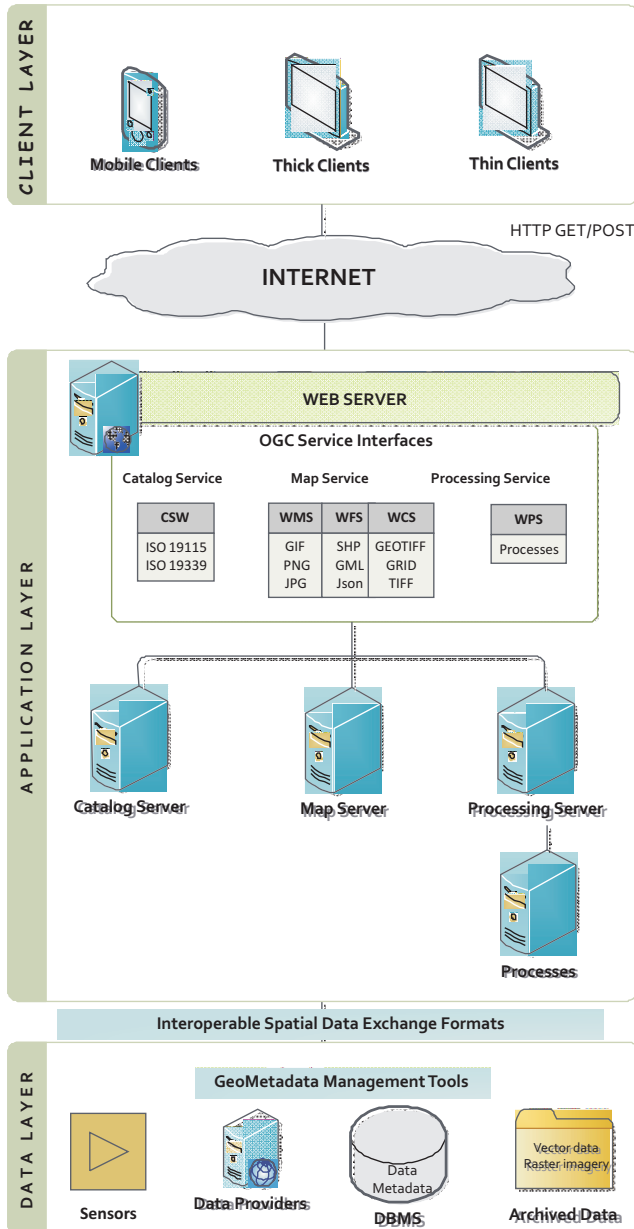 CLIENT LAYER
Mobile Clients
Thick Clients
Thin Clients
HTTP GET/POST
INTERNET
APPLICATION LAYER
WEB SERVER
OGC Service Interfaces
Catalog Service
Map Service
Processing Service
CSW
ISO 19115
ISO 19339
WMS
WFS
WCS
GIF
SHP
GEOTIFF
PNG
GML
GRID
JPG
Json
TIFF
WPS
Processes
Catalog Server
Map Server
Processing Server
Processes
Interoperable Spatial Data Exchange Formats
DATA LAYER
GeoMetadata Management Tools
Sensors
Data Providers
Data
Metadata
DBMS
Vector data
Raster imagery
Archived Data